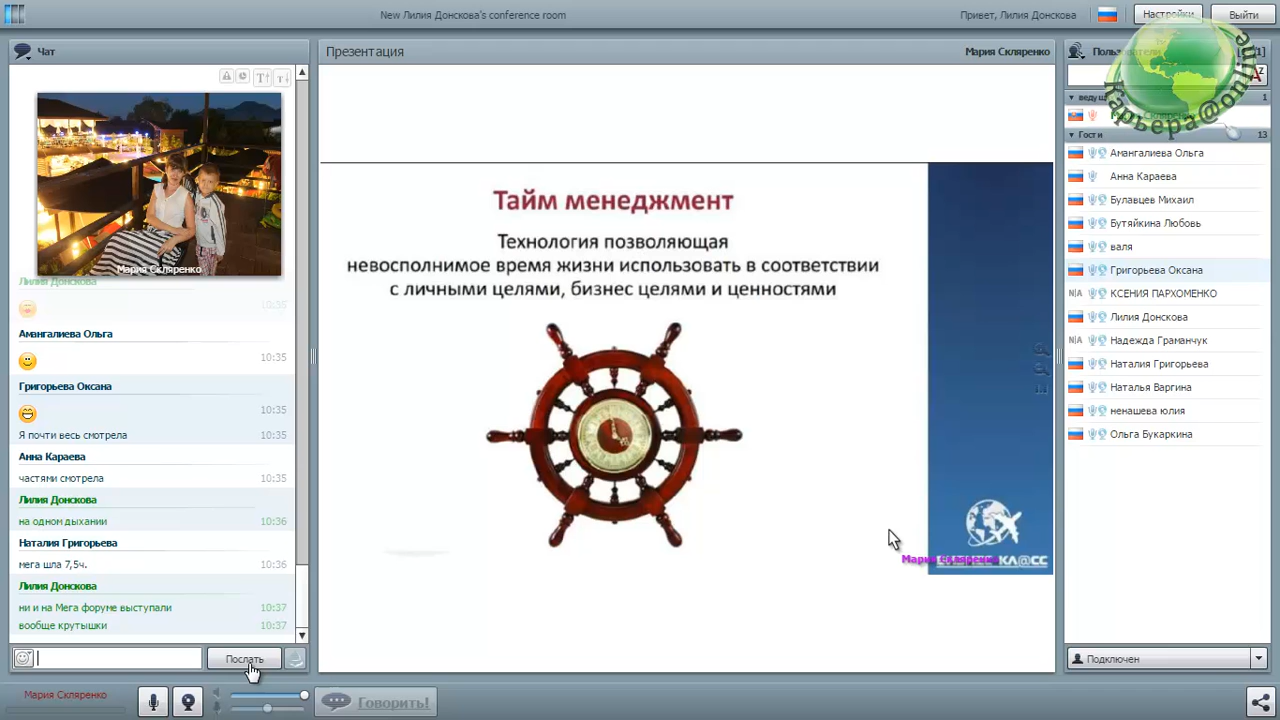 New Лилия Донскова's conference room
Привет, Лилия Донскова
Настройки
Выйти
Чат
Мария Скляренко
Лилия Донскова
10:35
Амангалиева Ольга
10:35
Григорьева Оксана
10:35
Я почти весь смотрела
10:35
Анна Караева
частями смотрела
10:35
Лилия Донскова
на одном дыхании
10:36
Наталия Григорьева
мега шла 7,5ч.
10:36
Лилия Донскова
ни и на Мега форуме выступали
10:37
вообще крутышки
10:37
Послать
Мария Скляренко
Говорить!
Презентация
Мария Скляренко
Тайм менеджмент
Технология позволяющая
невосполнимое время жизни использовать в соответствии
с личными целями, бизнес целями и ценностями
Мария Скляренко
КЛ@СС
Пользователи
Карьера@online
1
Гости
13
Амангалиева Ольга
Анна Караева
Булавцев Михаил
Бутяйкина Любовь
валя
Григорьева Оксана
N|A КСЕНИЯ ПАРХОМЕНКО
Лилия Донскова
N|A Надежда Граманчук
Наталия Григорьева
Наталья Варгина
ненашева юлия
Ольга Букаркина
Подключен